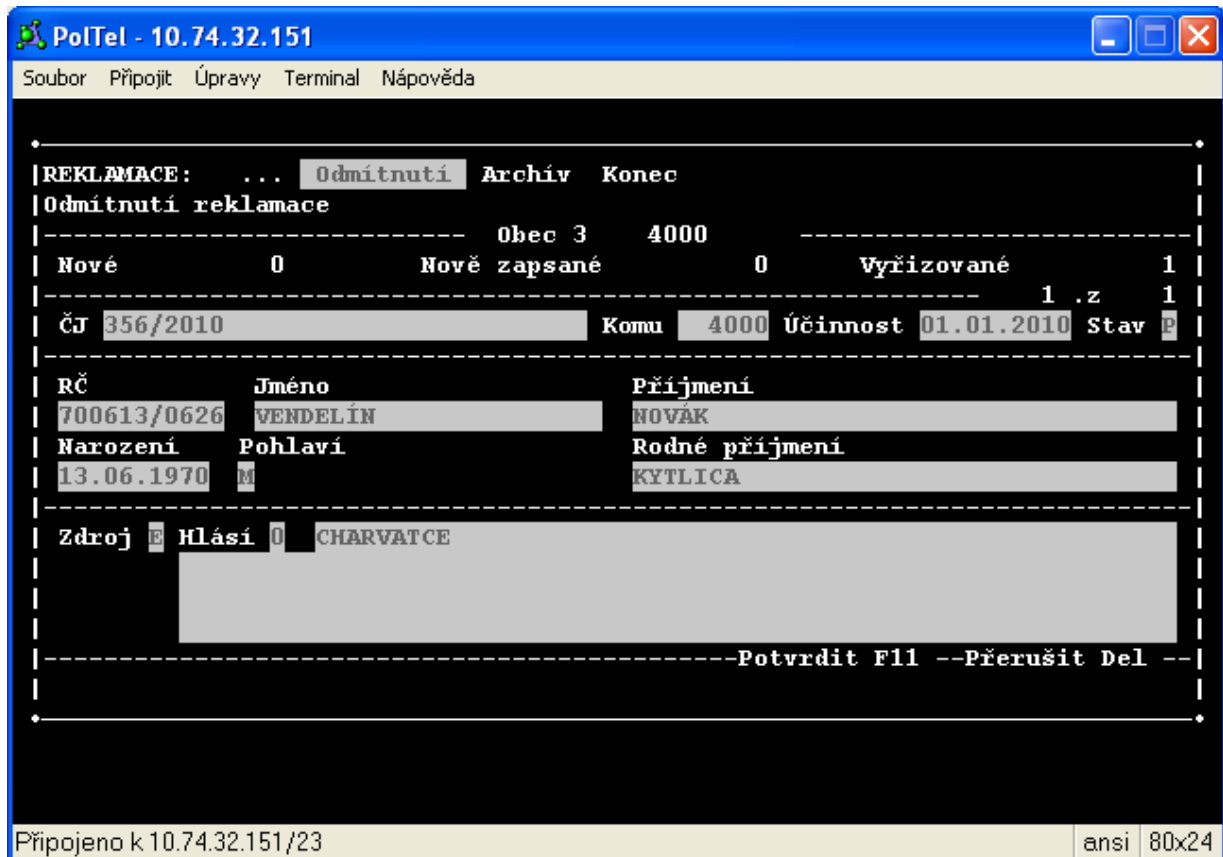 PolTel - 10.74.32.151
Soubor Připojit Úpravy Terminal Nápověda
REKLAMACE: ... Odmítnutí Archív Konec
Odmítnutí reklamace
---------------------------- Obec 3 4000 --------------------------
Nové 0 Nově zapsané 0 Vyřizované 1
-------------------------------------------------------------- 1 .z 1
ČJ 356/2010 Komu 4000 Účinnost 01.01.2010 Stav P
----------------------------------------------------------------------------
RČ Jméno Příjmení
700613/0626 VENDELÍN NOVÁK
Narození Pohlaví Rodné příjmení
13.06.1970 M KYTLICA
----------------------------------------------------------------------------
Zdroj E Hlásí O CHARVATCE
----------------------------------------------Potvrdit F11 --Přerušit Del --
Připojeno k 10.74.32.151/23 ansi 80x24